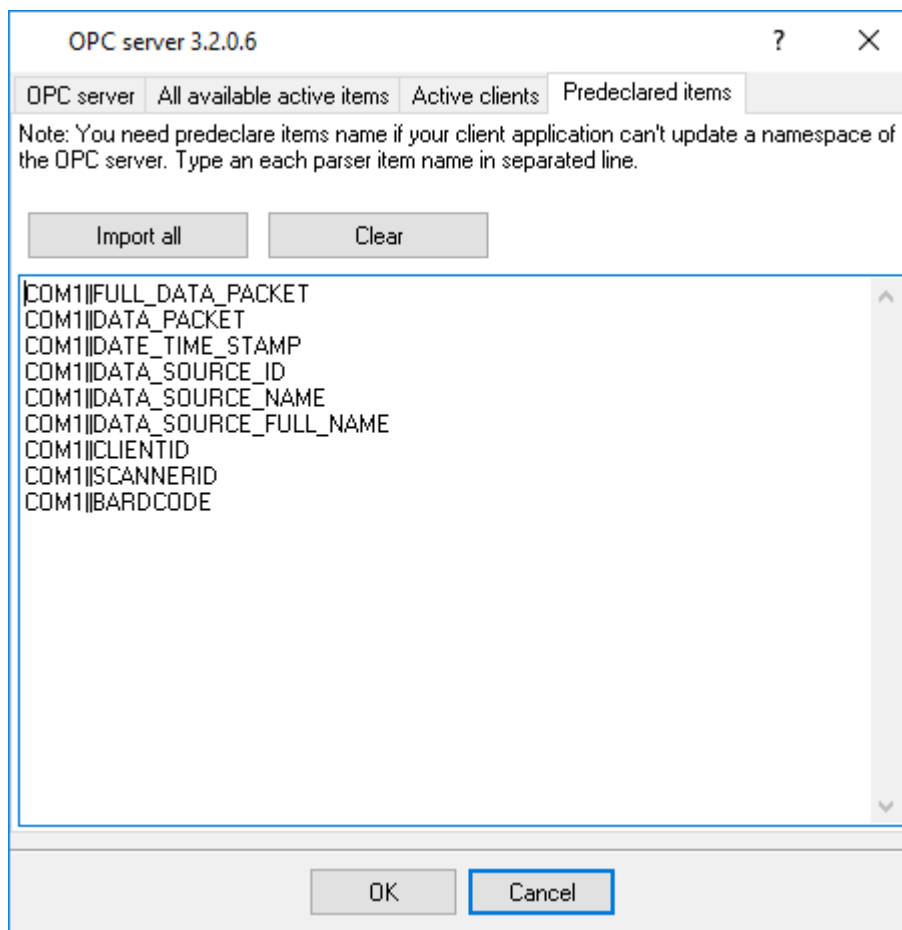 OPC server 3.2.0.6
?
OPC server All available active items Active clients Predeclared items
Note: You need predeclare items name if your client application can't update a namespace of
the OPC server. Type an each parser item name in separated line.
Import all Clear
COM1||FULL_DATA_PACKET
COM1||DATA_PACKET
COM1||DATE_TIME_STAMP
COM1||DATA_SOURCE_ID
COM1||DATA_SOURCE_NAME
COM1||DATA_SOURCE_FULL_NAME
COM1||CLIENTID
COM1||SCANNERID
COM1||BARDCODE
OK Cancel